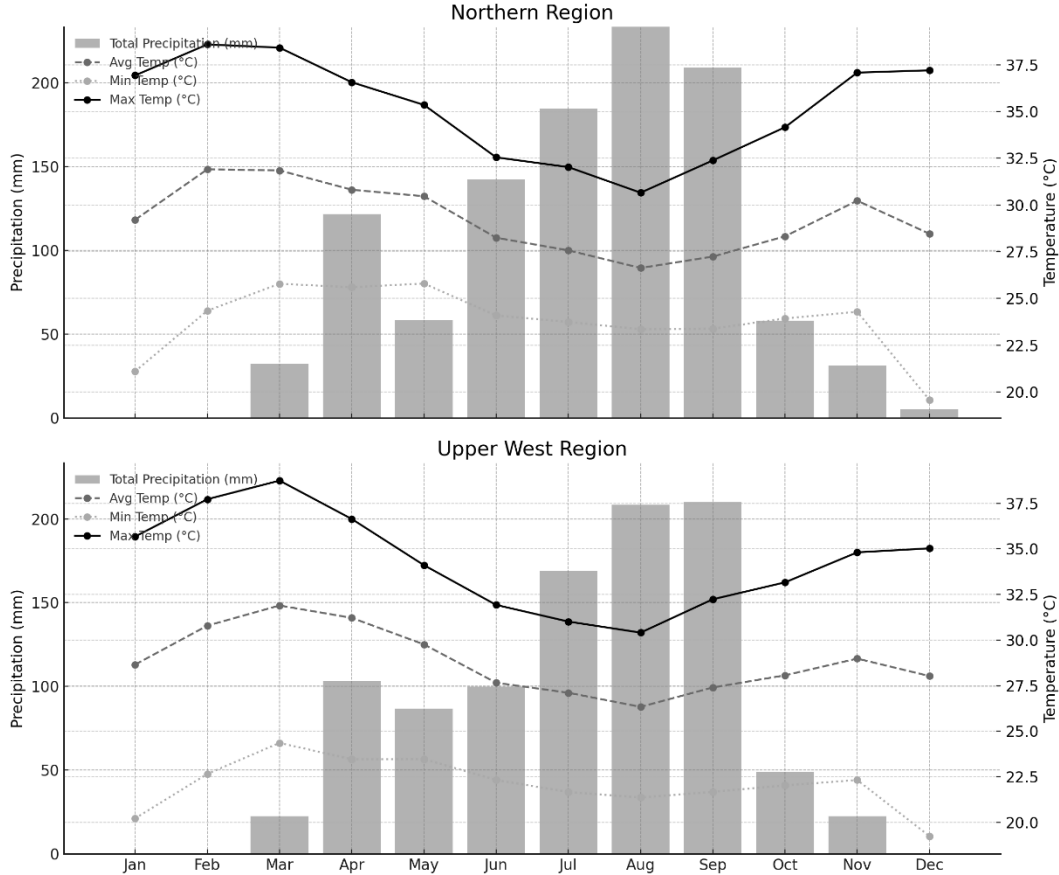 Northern Region
Total Precipitation (mm)
Avg Temp (°C)
Min Temp (°C)
Max Temp (°C)
Precipitation (mm)
200
150
100
50
0
Temperature (°C)
37.5
35.0
32.5
30.0
27.5
25.0
22.5
20.0
Upper West Region
Total Precipitation (mm)
Avg Temp (°C)
Min Temp (°C)
Max Temp (°C)
Precipitation (mm)
200
150
100
50
0
Temperature (°C)
37.5
35.0
32.5
30.0
27.5
25.0
22.5
20.0
Jan Feb Mar Apr May Jun Jul Aug Sep Oct Nov Dec